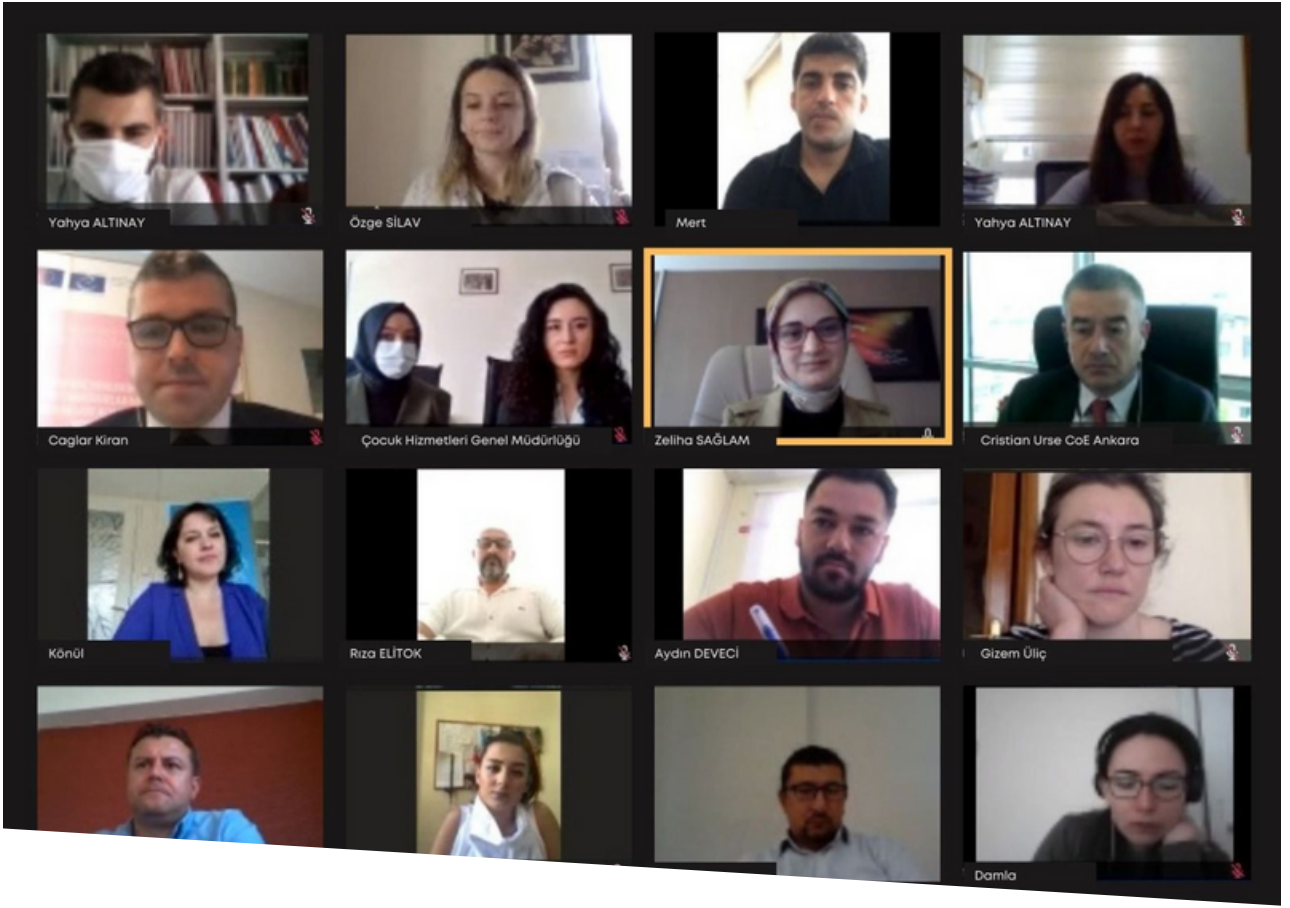 Yahya ALTINAY
Özge SİLAV
Mert
Yahya ALTINAY
Caglar Kiran
Çocuk Hizmetleri Genel Müdürlüğü
Zeliha SAĞLAM
Cristian Urse CoE Ankara
Könül
Rıza ELİTOK
Aydın DEVECİ
Gizem Üliç
Damla